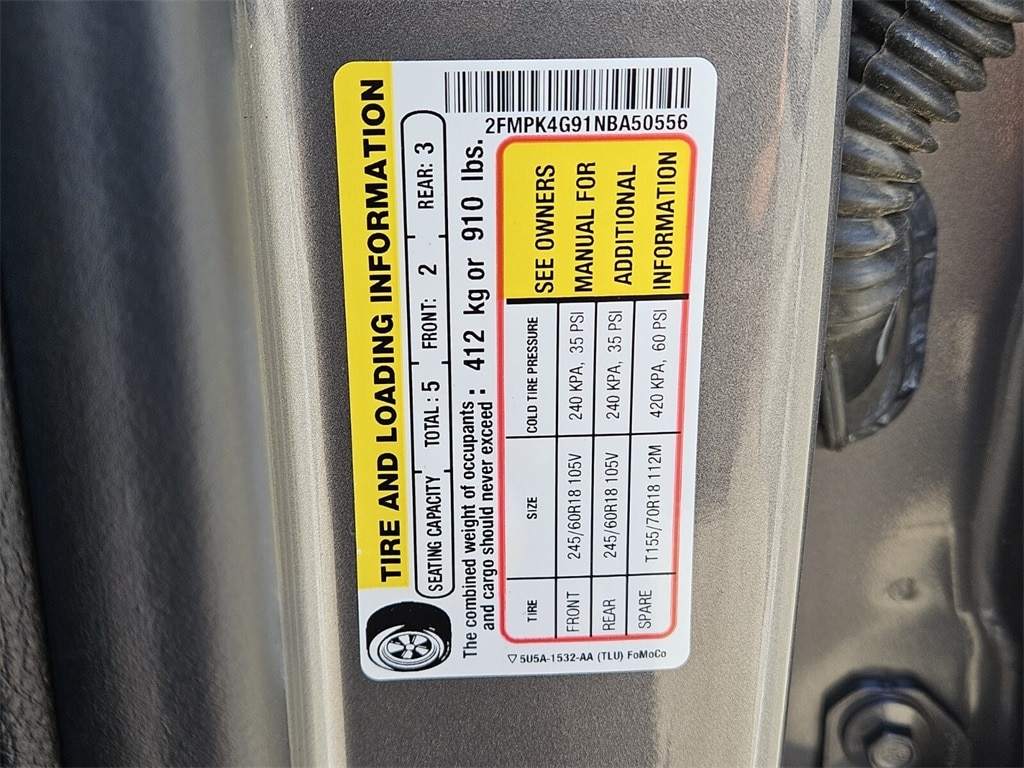 TIRE AND LOADING INFORMATION
SEATING CAPACITY TOTAL : 5 FRONT: 2 REAR: 3
The combined weight of occupants
and cargo should never exceed : 412 kg or 910 lbs.
2FMPK4G91NBA50556
TIRE SIZE COLD TIRE PRESSURE
FRONT 245/60R18 105V 240 KPA, 35 PSI
REAR 245/60R18 105V 240 KPA, 35 PSI
SPARE T155/70R18 112M 420 KPA, 60 PSI
SEE OWNERS
MANUAL FOR
ADDITIONAL
INFORMATION
▽ 5U5A-1532-AA (TLU) FoMoCo